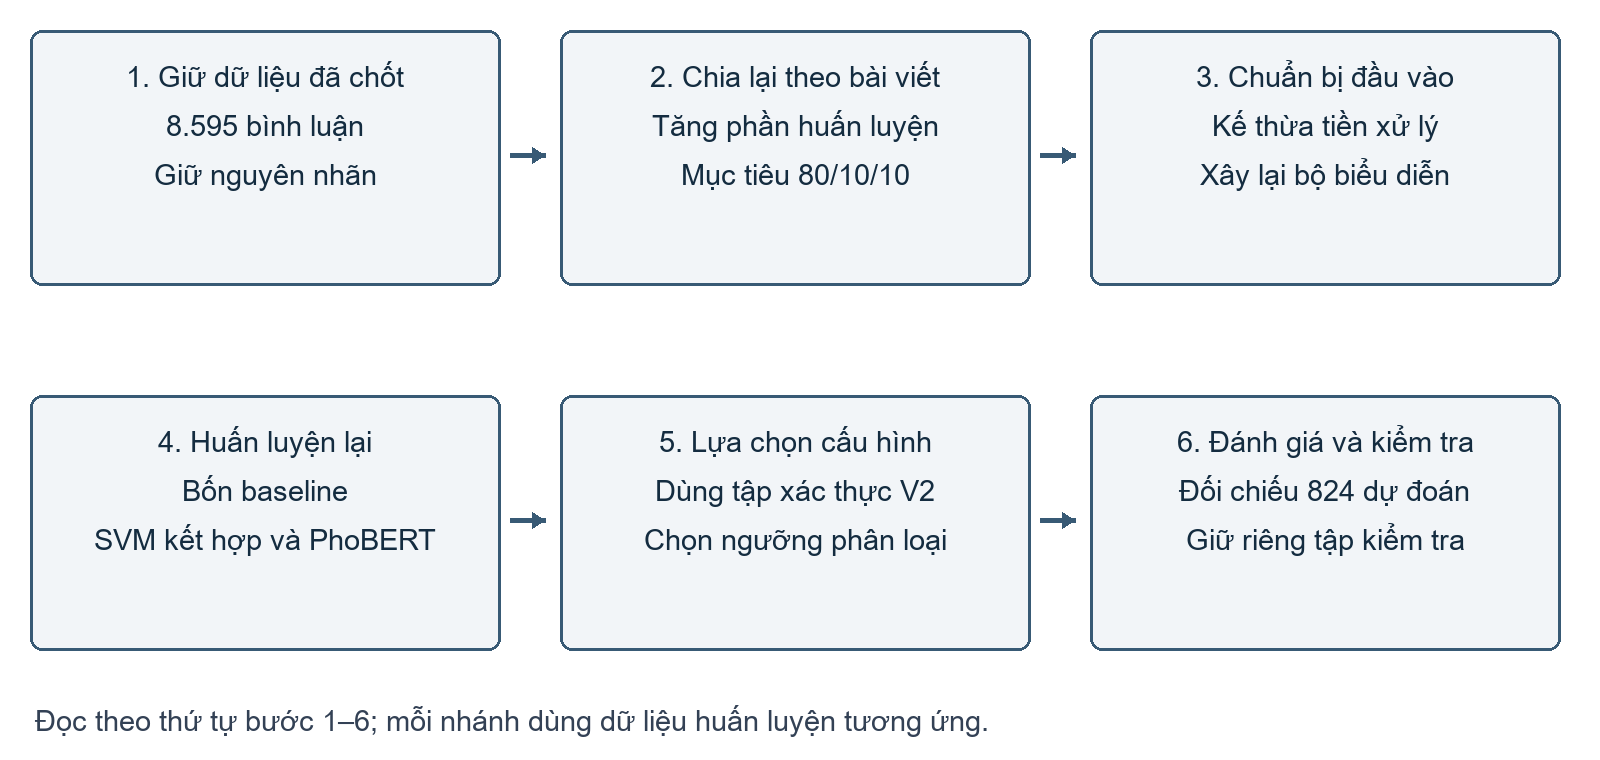 1. Giữ dữ liệu đã chốt
8.595 bình luận
Giữ nguyên nhãn
2. Chia lại theo bài viết
Tăng phần huấn luyện
Mục tiêu 80/10/10
3. Chuẩn bị đầu vào
Kế thừa tiền xử lý
Xây lại bộ biểu diễn
4. Huấn luyện lại
Bốn baseline
SVM kết hợp và PhoBERT
5. Lựa chọn cấu hình
Dùng tập xác thực V2
Chọn ngưỡng phân loại
6. Đánh giá và kiểm tra
Đối chiếu 824 dự đoán
Giữ riêng tập kiểm tra
Đọc theo thứ tự bước 1–6; mỗi nhánh dùng dữ liệu huấn luyện tương ứng.